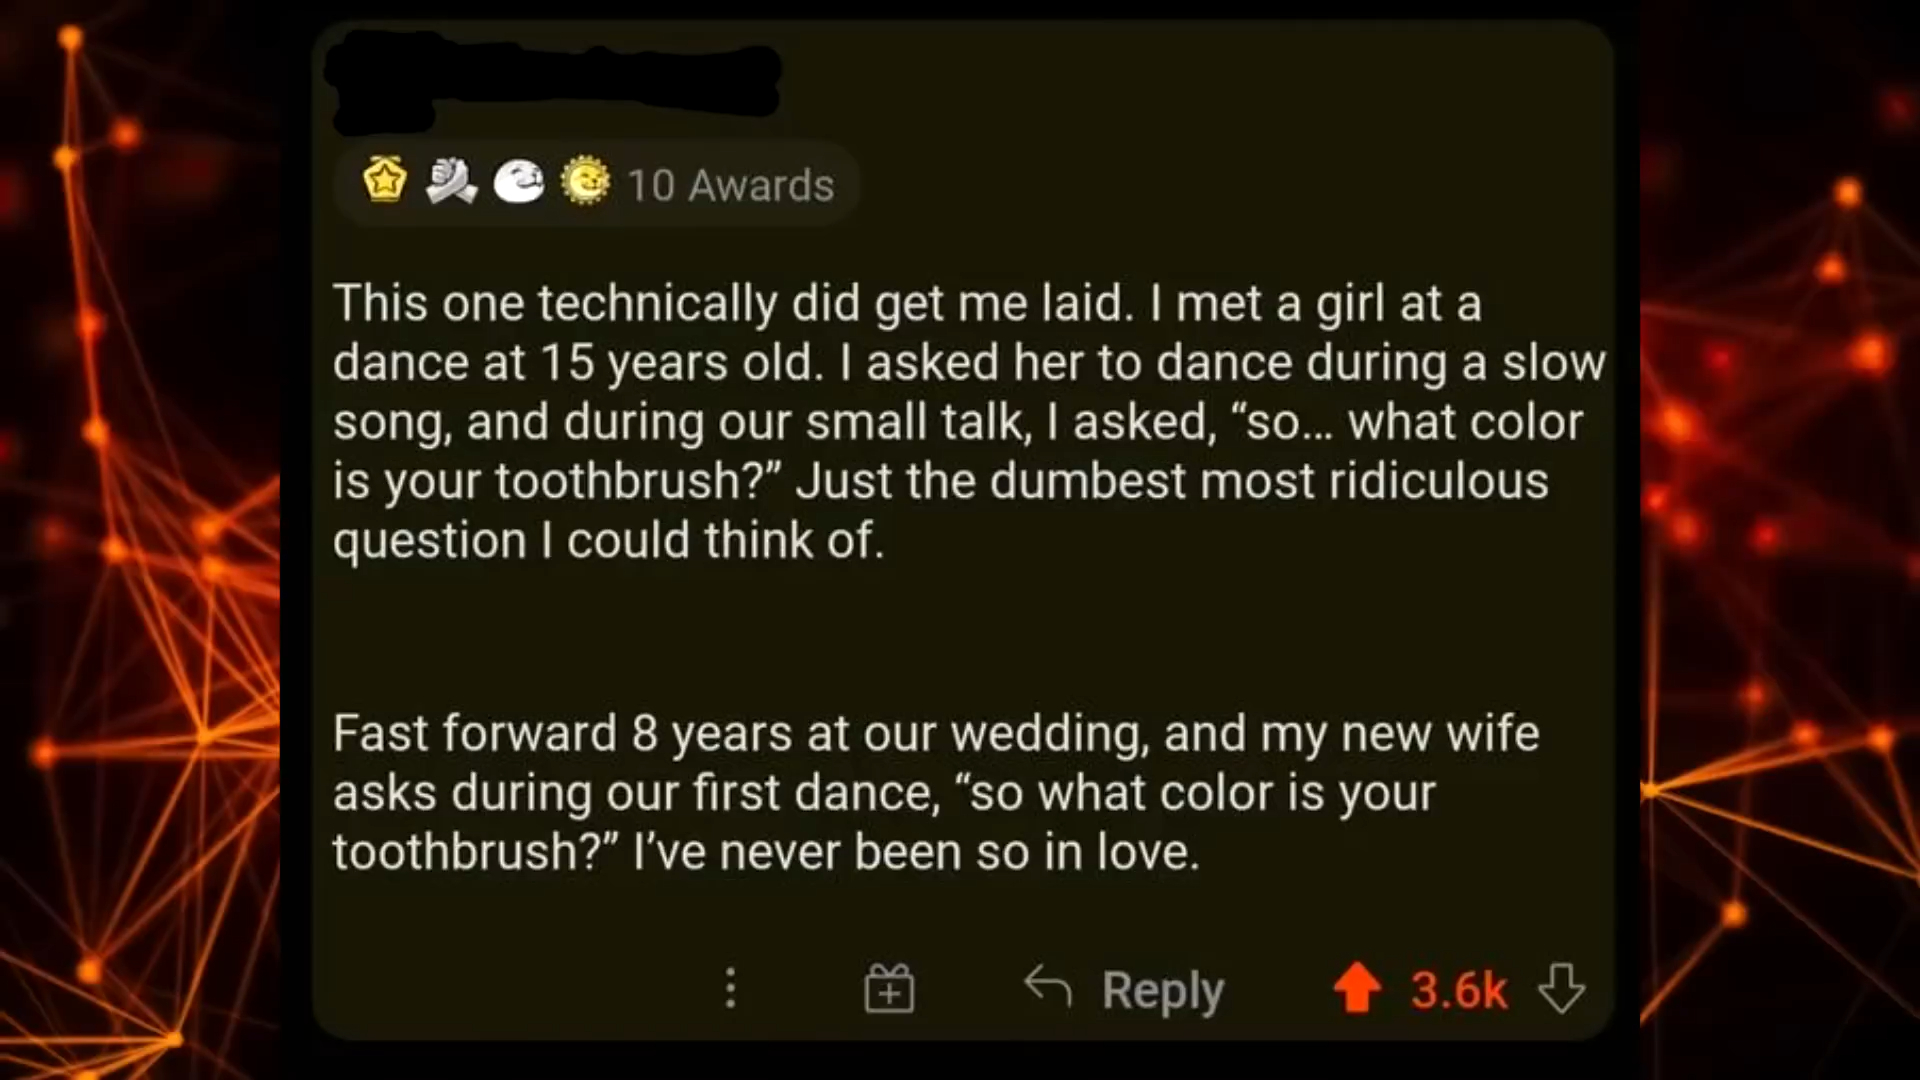 10 Awards
This one technically did get me laid. I met a girl at a
dance at 15 years old. I asked her to dance during a slow
song, and during our small talk, I asked, “so... what color
is your toothbrush?” Just the dumbest most ridiculous
question I could think of.
Fast forward 8 years at our wedding, and my new wife
asks during our first dance, “so what color is your
toothbrush?” I’ve never been so in love.
Reply 3.6k